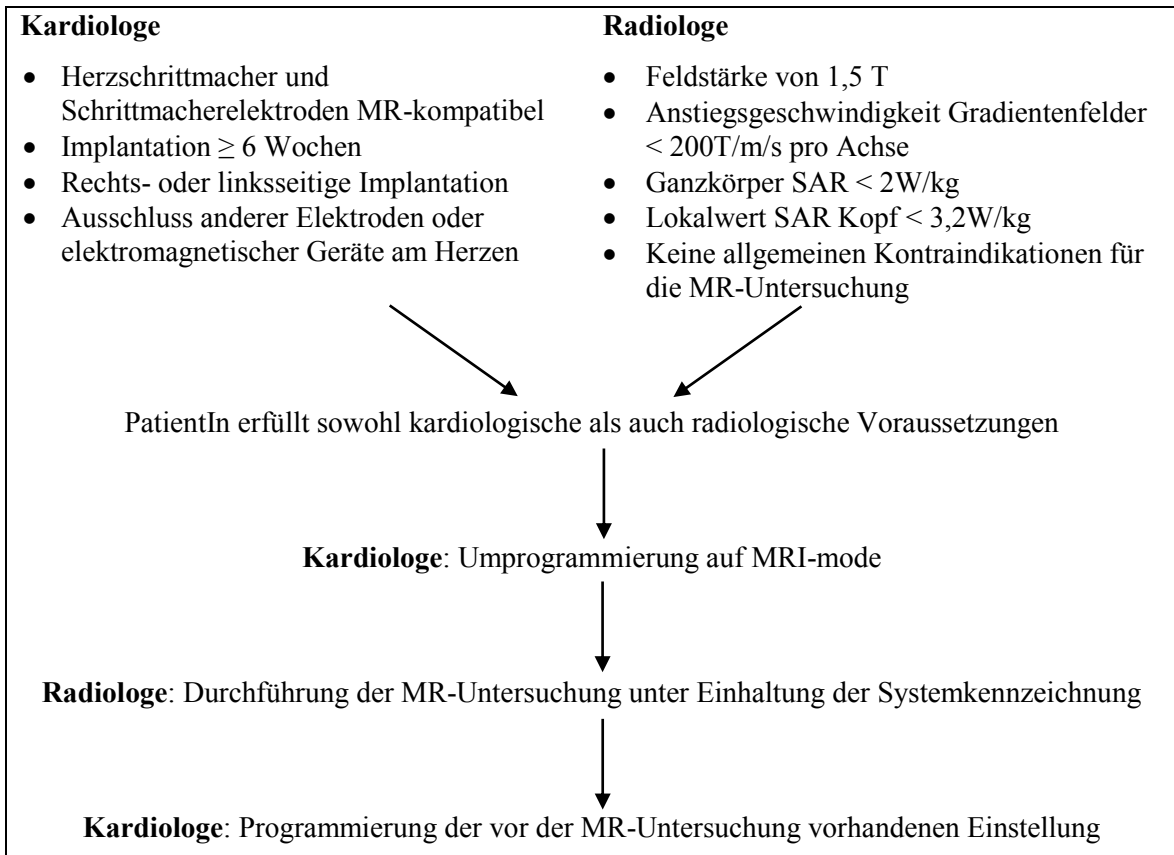 Kardiologe
• Herzschrittmacher und
Schrittmacherelektroden MR-kompatibel
• Implantation ≥ 6 Wochen
• Rechts- oder linksseitige Implantation
• Ausschluss anderer Elektroden oder
elektromagnetischer Geräte am Herzen
Radiologe
• Feldstärke von 1,5 T
• Anstiegsgeschwindigkeit Gradientenfelder
< 200T/m/s pro Achse
• Ganzkörper SAR < 2W/kg
• Lokalwert SAR Kopf < 3,2W/kg
• Keine allgemeinen Kontraindikationen für
die MR-Untersuchung
PatientIn erfüllt sowohl kardiologische als auch radiologische Voraussetzungen
Kardiologe: Umprogrammierung auf MRI-mode
Radiologe: Durchführung der MR-Untersuchung unter Einhaltung der Systemkennzeichnung
Kardiologe: Programmierung der vor der MR-Untersuchung vorhandenen Einstellung